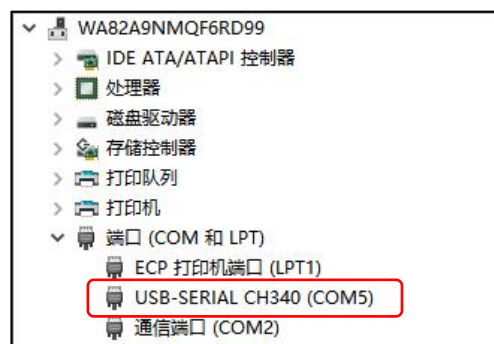 WA82A9NMQF6RD99
IDE ATA/ATAPI 控制器
处理器
磁盘驱动器
存储控制器
打印队列
打印机
端口 (COM 和 LPT)
ECP 打印机端口 (LPT1)
USB-SERIAL CH340 (COM5)
通信端口 (COM2)